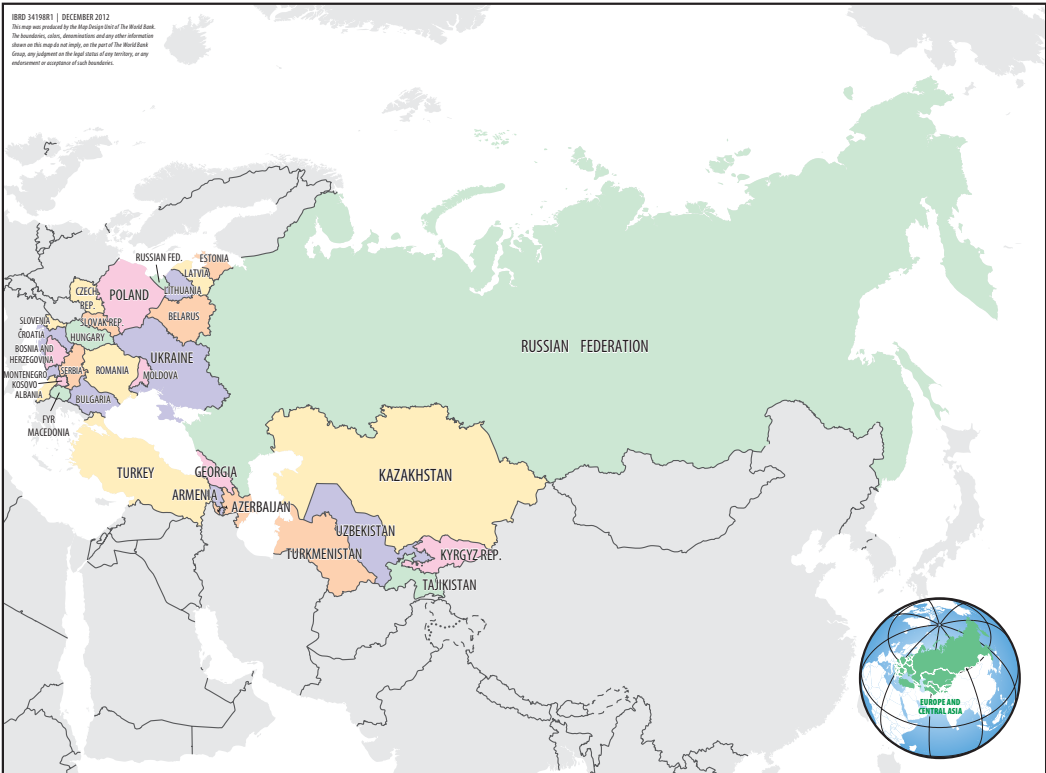 IBRD 34198R1 | DECEMBER 2012
This map was produced by the Map Design Unit of The World Bank.
The boundaries, colors, denominations and any other information
shown on this map do not imply, on the part of The World Bank
Group, any judgment on the legal status of any territory, or any
endorsement or acceptance of such boundaries.
RUSSIAN FED.
ESTONIA
LATVIA
LITHUANIA
CZECH
REP.
POLAND
BELARUS
SLOVENIA
SLOVAK REP.
CROATIA
HUNGARY
BOSNIA AND
HERZEGOVINA
UKRAINE
RUSSIAN FEDERATION
MONTENEGRO
SERBIA
ROMANIA
MOLDOVA
KOSOVO
ALBANIA
BULGARIA
FYR
MACEDONIA
TURKEY
GEORGIA
KAZAKHSTAN
ARMENIA
AZERBAIJAN
UZBEKISTAN
TURKMENISTAN
KYRGYZ REP.
TAJIKISTAN
EUROPE AND
CENTRAL ASIA